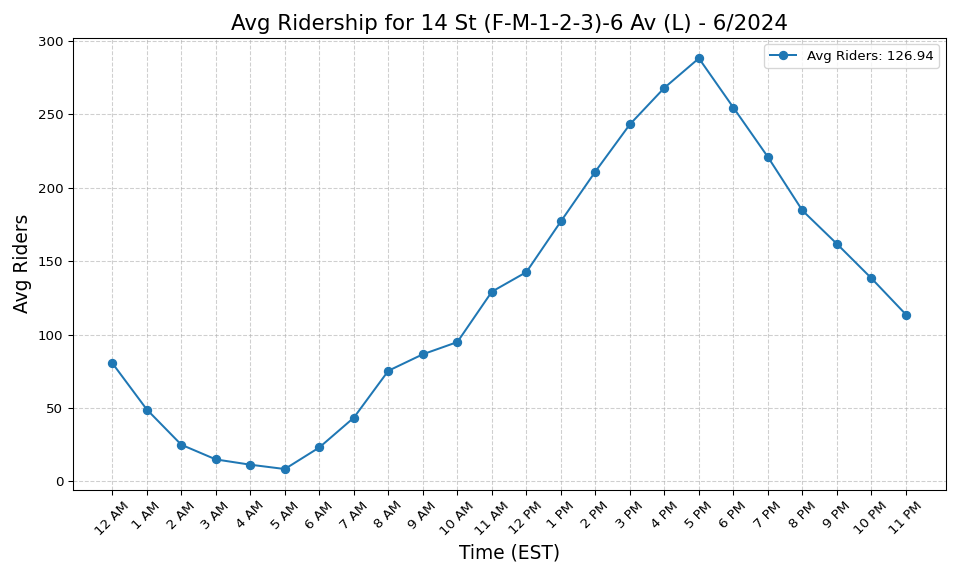 Avg Ridership for 14 St (F-M-1-2-3)-6 Av (L) - 6/2024
Avg Riders: 126.94
Avg Riders
300
250
200
150
100
50
0
12 AM
1 AM
2 AM
3 AM
4 AM
5 AM
6 AM
7 AM
8 AM
9 AM
10 AM
11 AM
12 PM
1 PM
2 PM
3 PM
4 PM
5 PM
6 PM
7 PM
8 PM
9 PM
10 PM
11 PM
Time (EST)